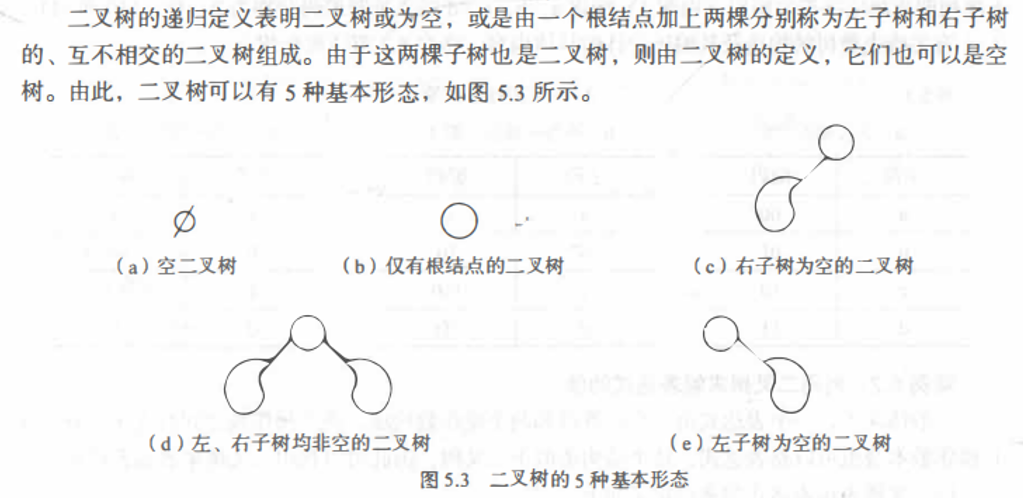 二叉树的递归定义表明二叉树或为空，或是由一个根结点加上两棵分别称为左子树和右子树
的、互不相交的二叉树组成。由于这两棵子树也是二叉树，则由二叉树的定义，它们也可以是空
树。由此，二叉树可以有 5 种基本形态，如图 5.3 所示。
（a）空二叉树
（b）仅有根结点的二叉树
（c）右子树为空的二叉树
（d）左、右子树均非空的二叉树
（e）左子树为空的二叉树
图 5.3 二叉树的 5 种基本形态